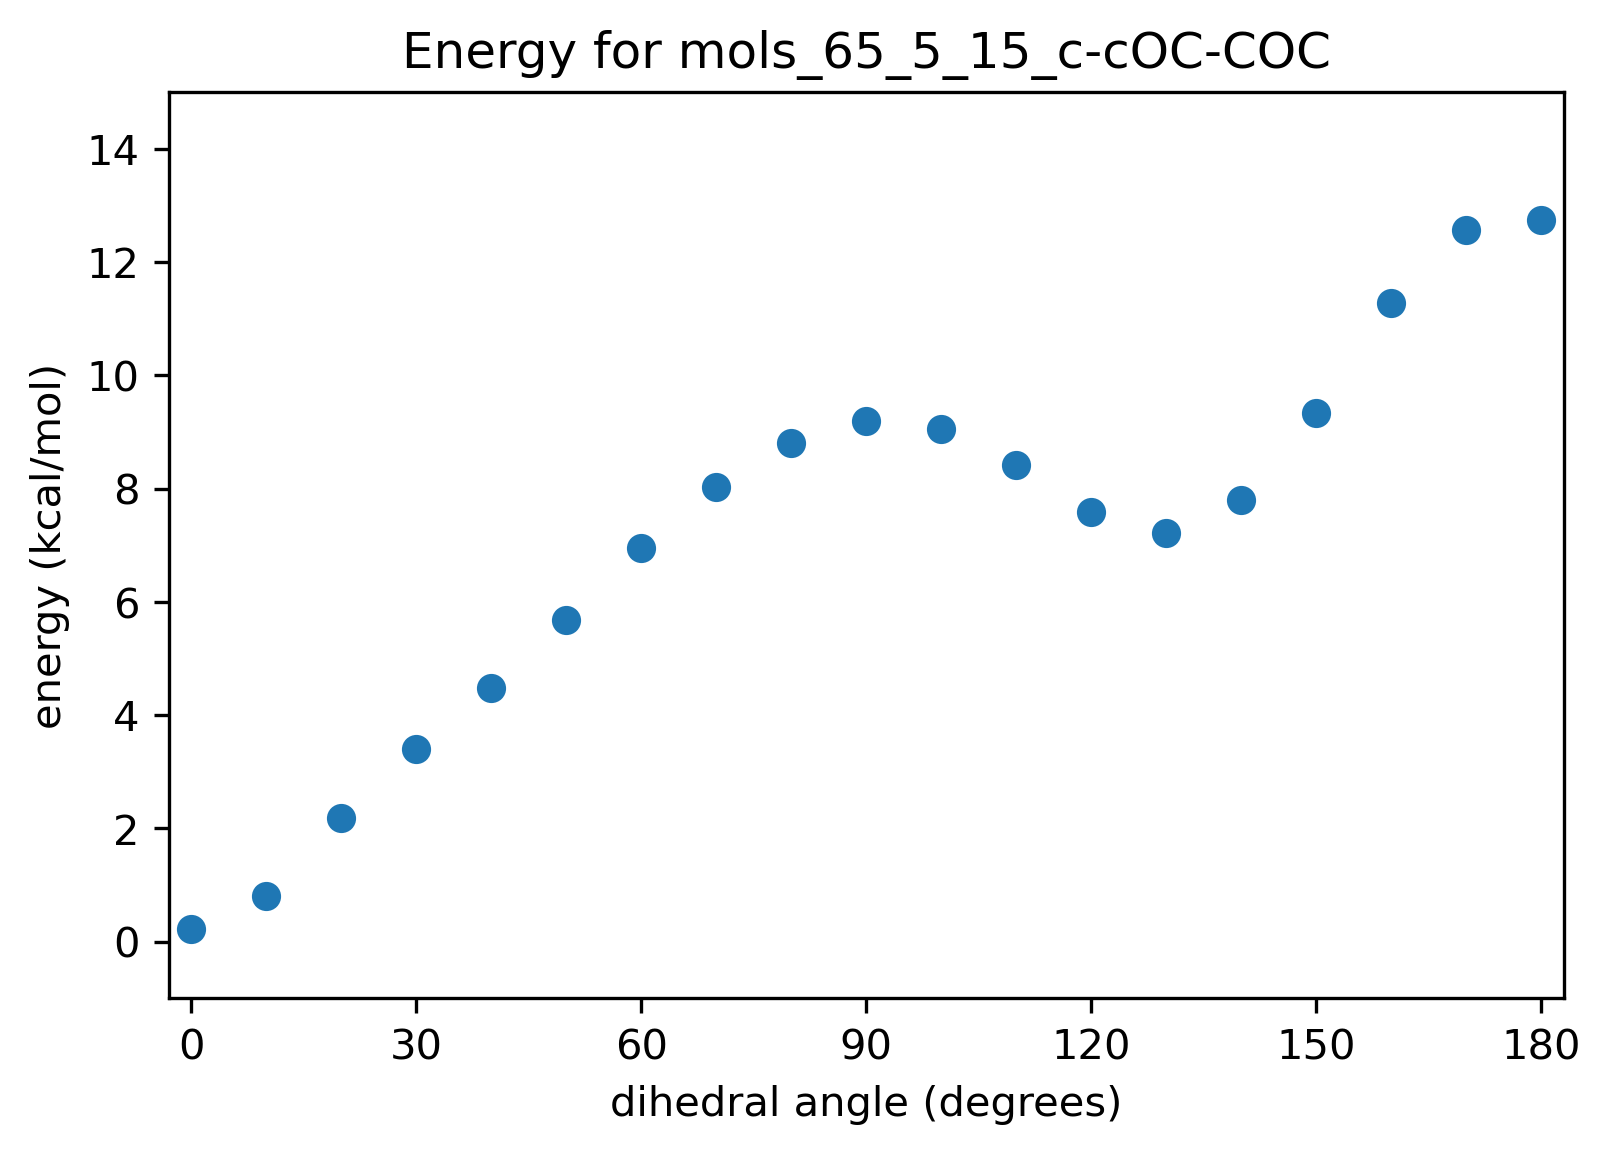 Energy for mols_65_5_15_c-cOC-COC
14
12
10
8
6
4
2
0
energy (kcal/mol)
0 30 60 90 120 150 180
dihedral angle (degrees)